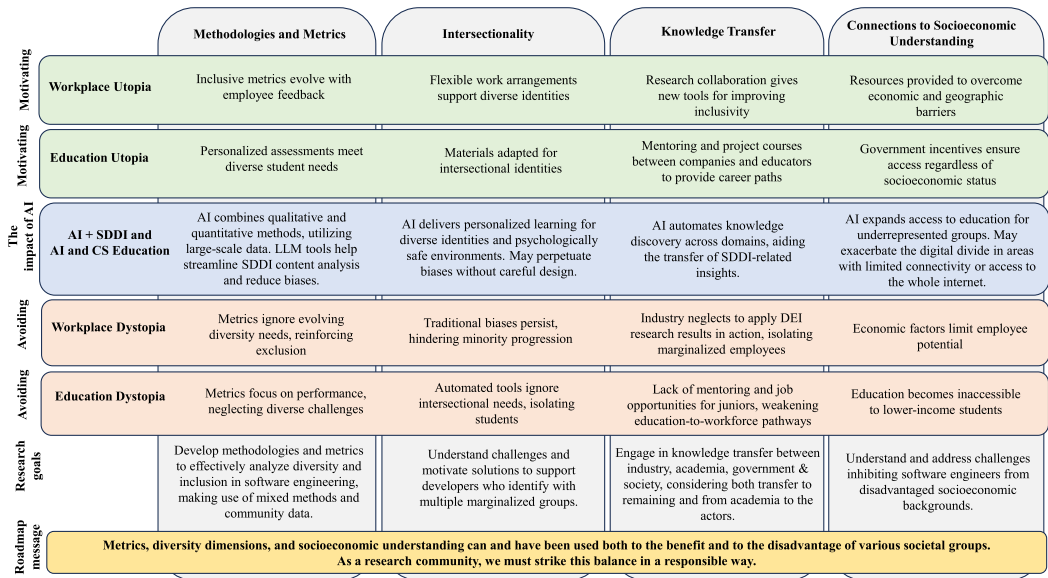 Methodologies and Metrics
Intersectionality
Knowledge Transfer
Connections to Socioeconomic
Understanding
Motivating
Workplace Utopia
Inclusive metrics evolve with
employee feedback
Flexible work arrangements
support diverse identities
Research collaboration gives
new tools for improving
inclusivity
Resources provided to overcome
economic and geographic
barriers
Motivating
Education Utopia
Personalized assessments meet
diverse student needs
Materials adapted for
intersectional identities
Mentoring and project courses
between companies and educators
to provide career paths
Government incentives ensure
access regardless of
socioeconomic status
The
impact of AI
AI + SDDI and
AI and CS Education
AI combines qualitative and
quantitative methods, utilizing
large-scale data. LLM tools help
streamline SDDI content analysis
and reduce biases.
AI delivers personalized learning for
diverse identities and psychologically
safe environments. May perpetuate
biases without careful design.
AI automates knowledge
discovery across domains, aiding
the transfer of SDDI-related
insights.
AI expands access to education for
underrepresented groups. May
exacerbate the digital divide in areas
with limited connectivity or access to
the whole internet.
Avoiding
Workplace Dystopia
Metrics ignore evolving
diversity needs, reinforcing
exclusion
Traditional biases persist,
hindering minority progression
Industry neglects to apply DEI
research results in action, isolating
marginalized employees
Economic factors limit employee
potential
Avoiding
Education Dystopia
Metrics focus on performance,
neglecting diverse challenges
Automated tools ignore
intersectional needs, isolating
students
Lack of mentoring and job
opportunities for juniors, weakening
education-to-workforce pathways
Education becomes inaccessible
to lower-income students
Research
goals
Develop methodologies and metrics
to effectively analyze diversity and
inclusion in software engineering,
making use of mixed methods and
community data.
Understand challenges and
motivate solutions to support
developers who identify with
multiple marginalized groups.
Engage in knowledge transfer between
industry, academia, government &
society, considering both transfer to
remaining and from academia to the
actors.
Understand and address challenges
inhibiting software engineers from
disadvantaged socioeconomic
backgrounds.
Roadmap
message
Metrics, diversity dimensions, and socioeconomic understanding can and have been used both to the benefit and to the disadvantage of various societal groups.
As a research community, we must strike this balance in a responsible way.